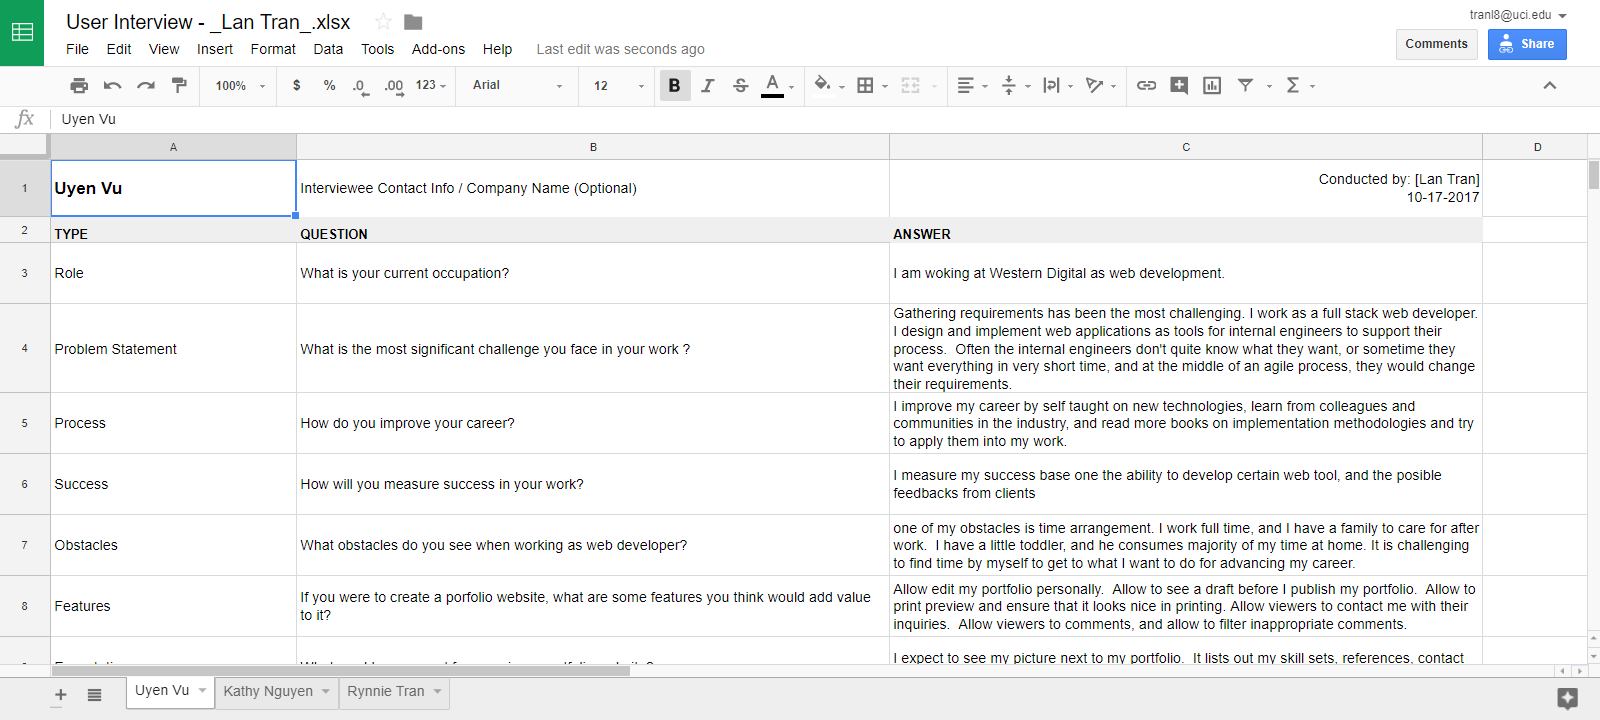 User Interview - _Lan Tran_.xlsx
tranl8@uci.edu
File Edit View Insert Format Data Tools Add-ons Help Last edit was seconds ago
Comments Share
100% $ % .0 .00 123 Arial 12 B I S A Σ
fx Uyen Vu
A B C D
1 Uyen Vu Interviewee Contact Info / Company Name (Optional) Conducted by: [Lan Tran]
10-17-2017
2 TYPE QUESTION ANSWER
3 Role What is your current occupation? I am woking at Western Digital as web development.
4 Problem Statement What is the most significant challenge you face in your work ? Gathering requirements has been the most challenging. I work as a full stack web developer.
I design and implement web applications as tools for internal engineers to support their
process.  Often the internal engineers don't quite know what they want, or sometime they
want everything in very short time, and at the middle of an agile process, they would change
their requirements.
5 Process How do you improve your career? I improve my career by self taught on new technologies, learn from colleagues and
communities in the industry, and read more books on implementation methodologies and try
to apply them into my work.
6 Success How will you measure success in your work? I measure my success base one the ability to develop certain web tool, and the posible
feedbacks from clients
7 Obstacles What obstacles do you see when working as web developer? one of my obstacles is time arrangement. I work full time, and I have a family to care for after
work.  I have a little toddler, and he consumes majority of my time at home. It is challenging
to find time by myself to get to what I want to do for advancing my career.
8 Features If you were to create a porfolio website, what are some features you think would add value
to it?
Allow edit my portfolio personally.  Allow to see a draft before I publish my portfolio.  Allow to
print preview and ensure that it looks nice in printing. Allow viewers to contact me with their
inquiries.  Allow viewers to comments, and allow to filter inappropriate comments.
I expect to see my picture next to my portfolio.  It lists out my skill sets, references, contact
Uyen Vu Kathy Nguyen Rynnie Tran